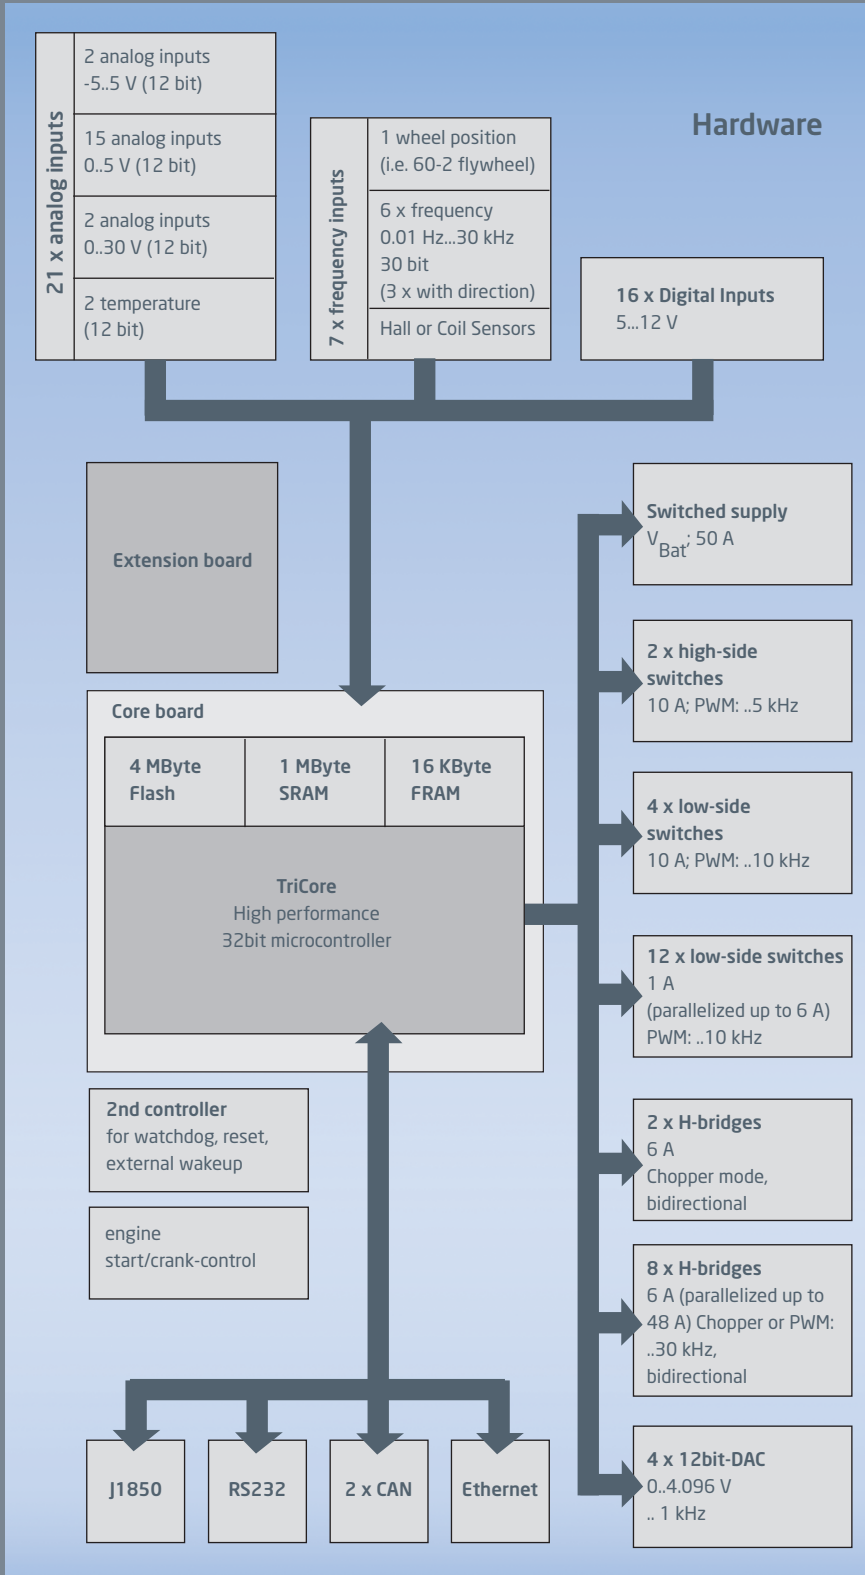 Hardware
21 x analog inputs
2 analog inputs
-5..5 V (12 bit)
15 analog inputs
0..5 V (12 bit)
2 analog inputs
0..30 V (12 bit)
2 temperature
(12 bit)
7 x frequency inputs
1 wheel position
(i.e. 60-2 flywheel)
6 x frequency
0.01 Hz...30 kHz
30 bit
(3 x with direction)
Hall or Coil Sensors
16 x Digital Inputs
5...12 V
Extension board
Core board
4 MByte
Flash
1 MByte
SRAM
16 KByte
FRAM
TriCore
High performance
32bit microcontroller
2nd controller
for watchdog, reset,
external wakeup
engine
start/crank-control
J1850
RS232
2 x CAN
Ethernet
Switched supply
VBat; 50 A
2 x high-side
switches
10 A; PWM: ..5 kHz
4 x low-side
switches
10 A; PWM: ..10 kHz
12 x low-side switches
1 A
(parallelized up to 6 A)
PWM: ..10 kHz
2 x H-bridges
6 A
Chopper mode,
bidirectional
8 x H-bridges
6 A (parallelized up to
48 A) Chopper or PWM:
..30 kHz,
bidirectional
4 x 12bit-DAC
0..4.096 V
.. 1 kHz